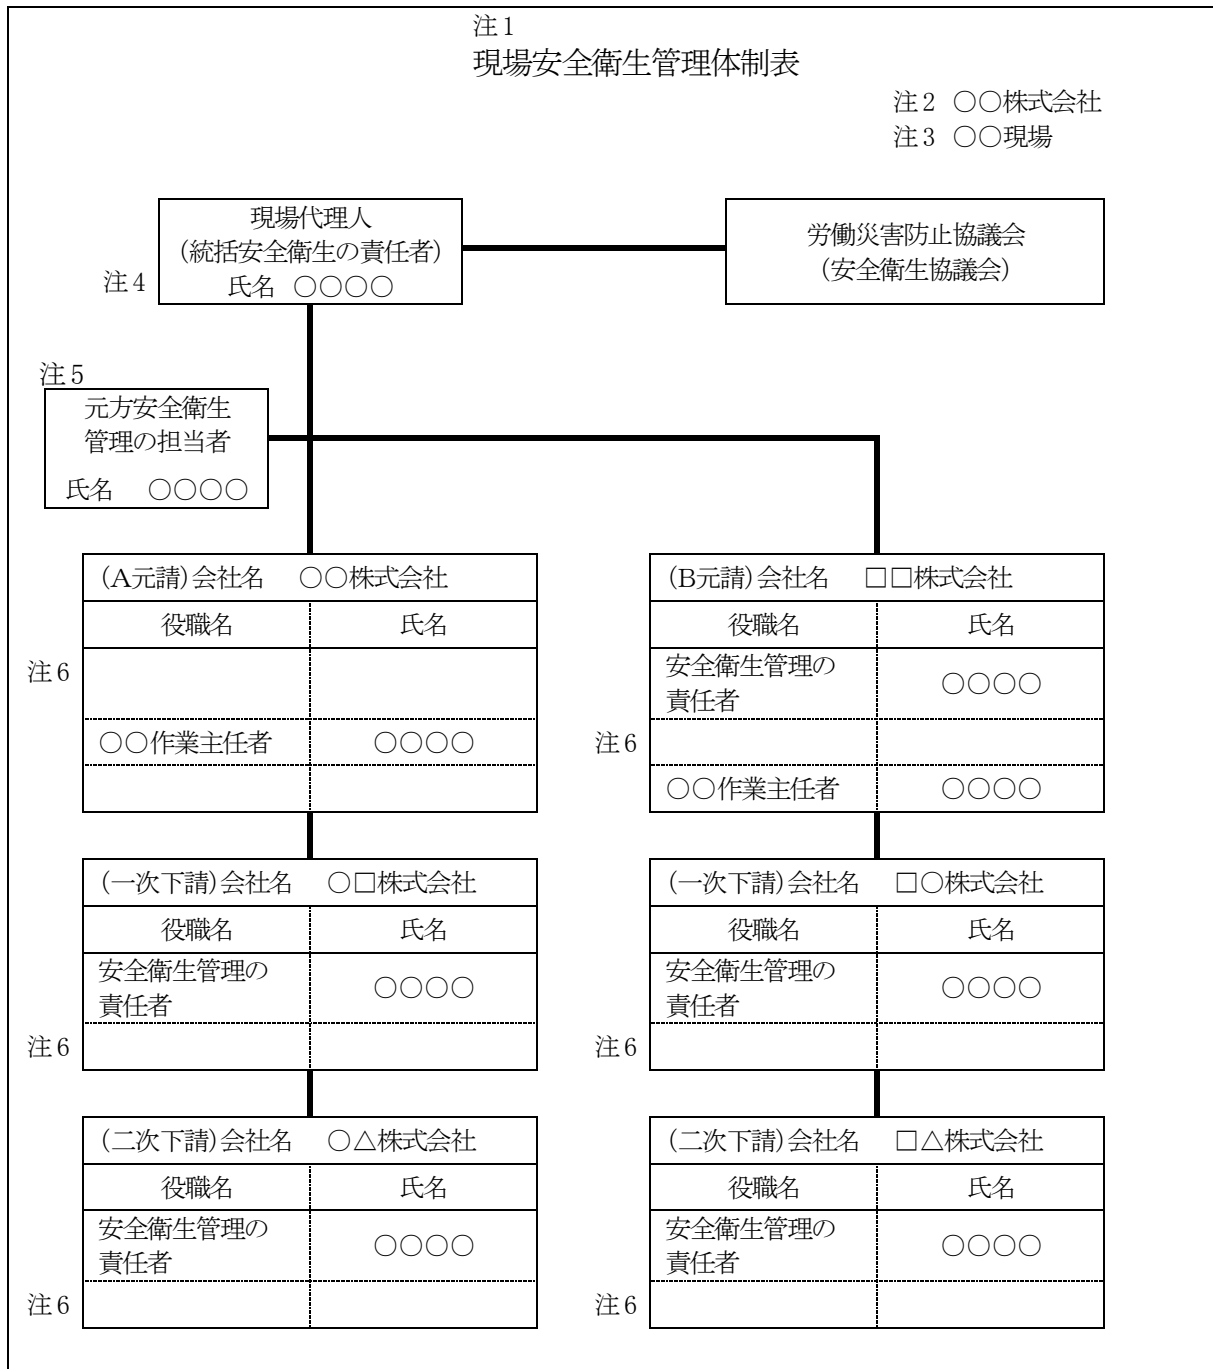 注1
現場安全衛生管理体制表
注2 ○○株式会社
注3 ○○現場
現場代理人
(統括安全衛生の責任者)
注4
氏名 ○○○○
労働災害防止協議会
(安全衛生協議会)
注5
元方安全衛生
管理の担当者
氏名 ○○○○
(A元請)会社名 ○○株式会社
役職名 氏名
注6
○○作業主任者 ○○○○
(B元請)会社名 □□株式会社
役職名 氏名
安全衛生管理の
責任者
○○○○
注6
○○作業主任者 ○○○○
(一次下請)会社名 ○□株式会社
役職名 氏名
安全衛生管理の
責任者
○○○○
注6
(一次下請)会社名 □○株式会社
役職名 氏名
安全衛生管理の
責任者
○○○○
注6
(二次下請)会社名 ○△株式会社
役職名 氏名
安全衛生管理の
責任者
○○○○
注6
(二次下請)会社名 □△株式会社
役職名 氏名
安全衛生管理の
責任者
○○○○
注6